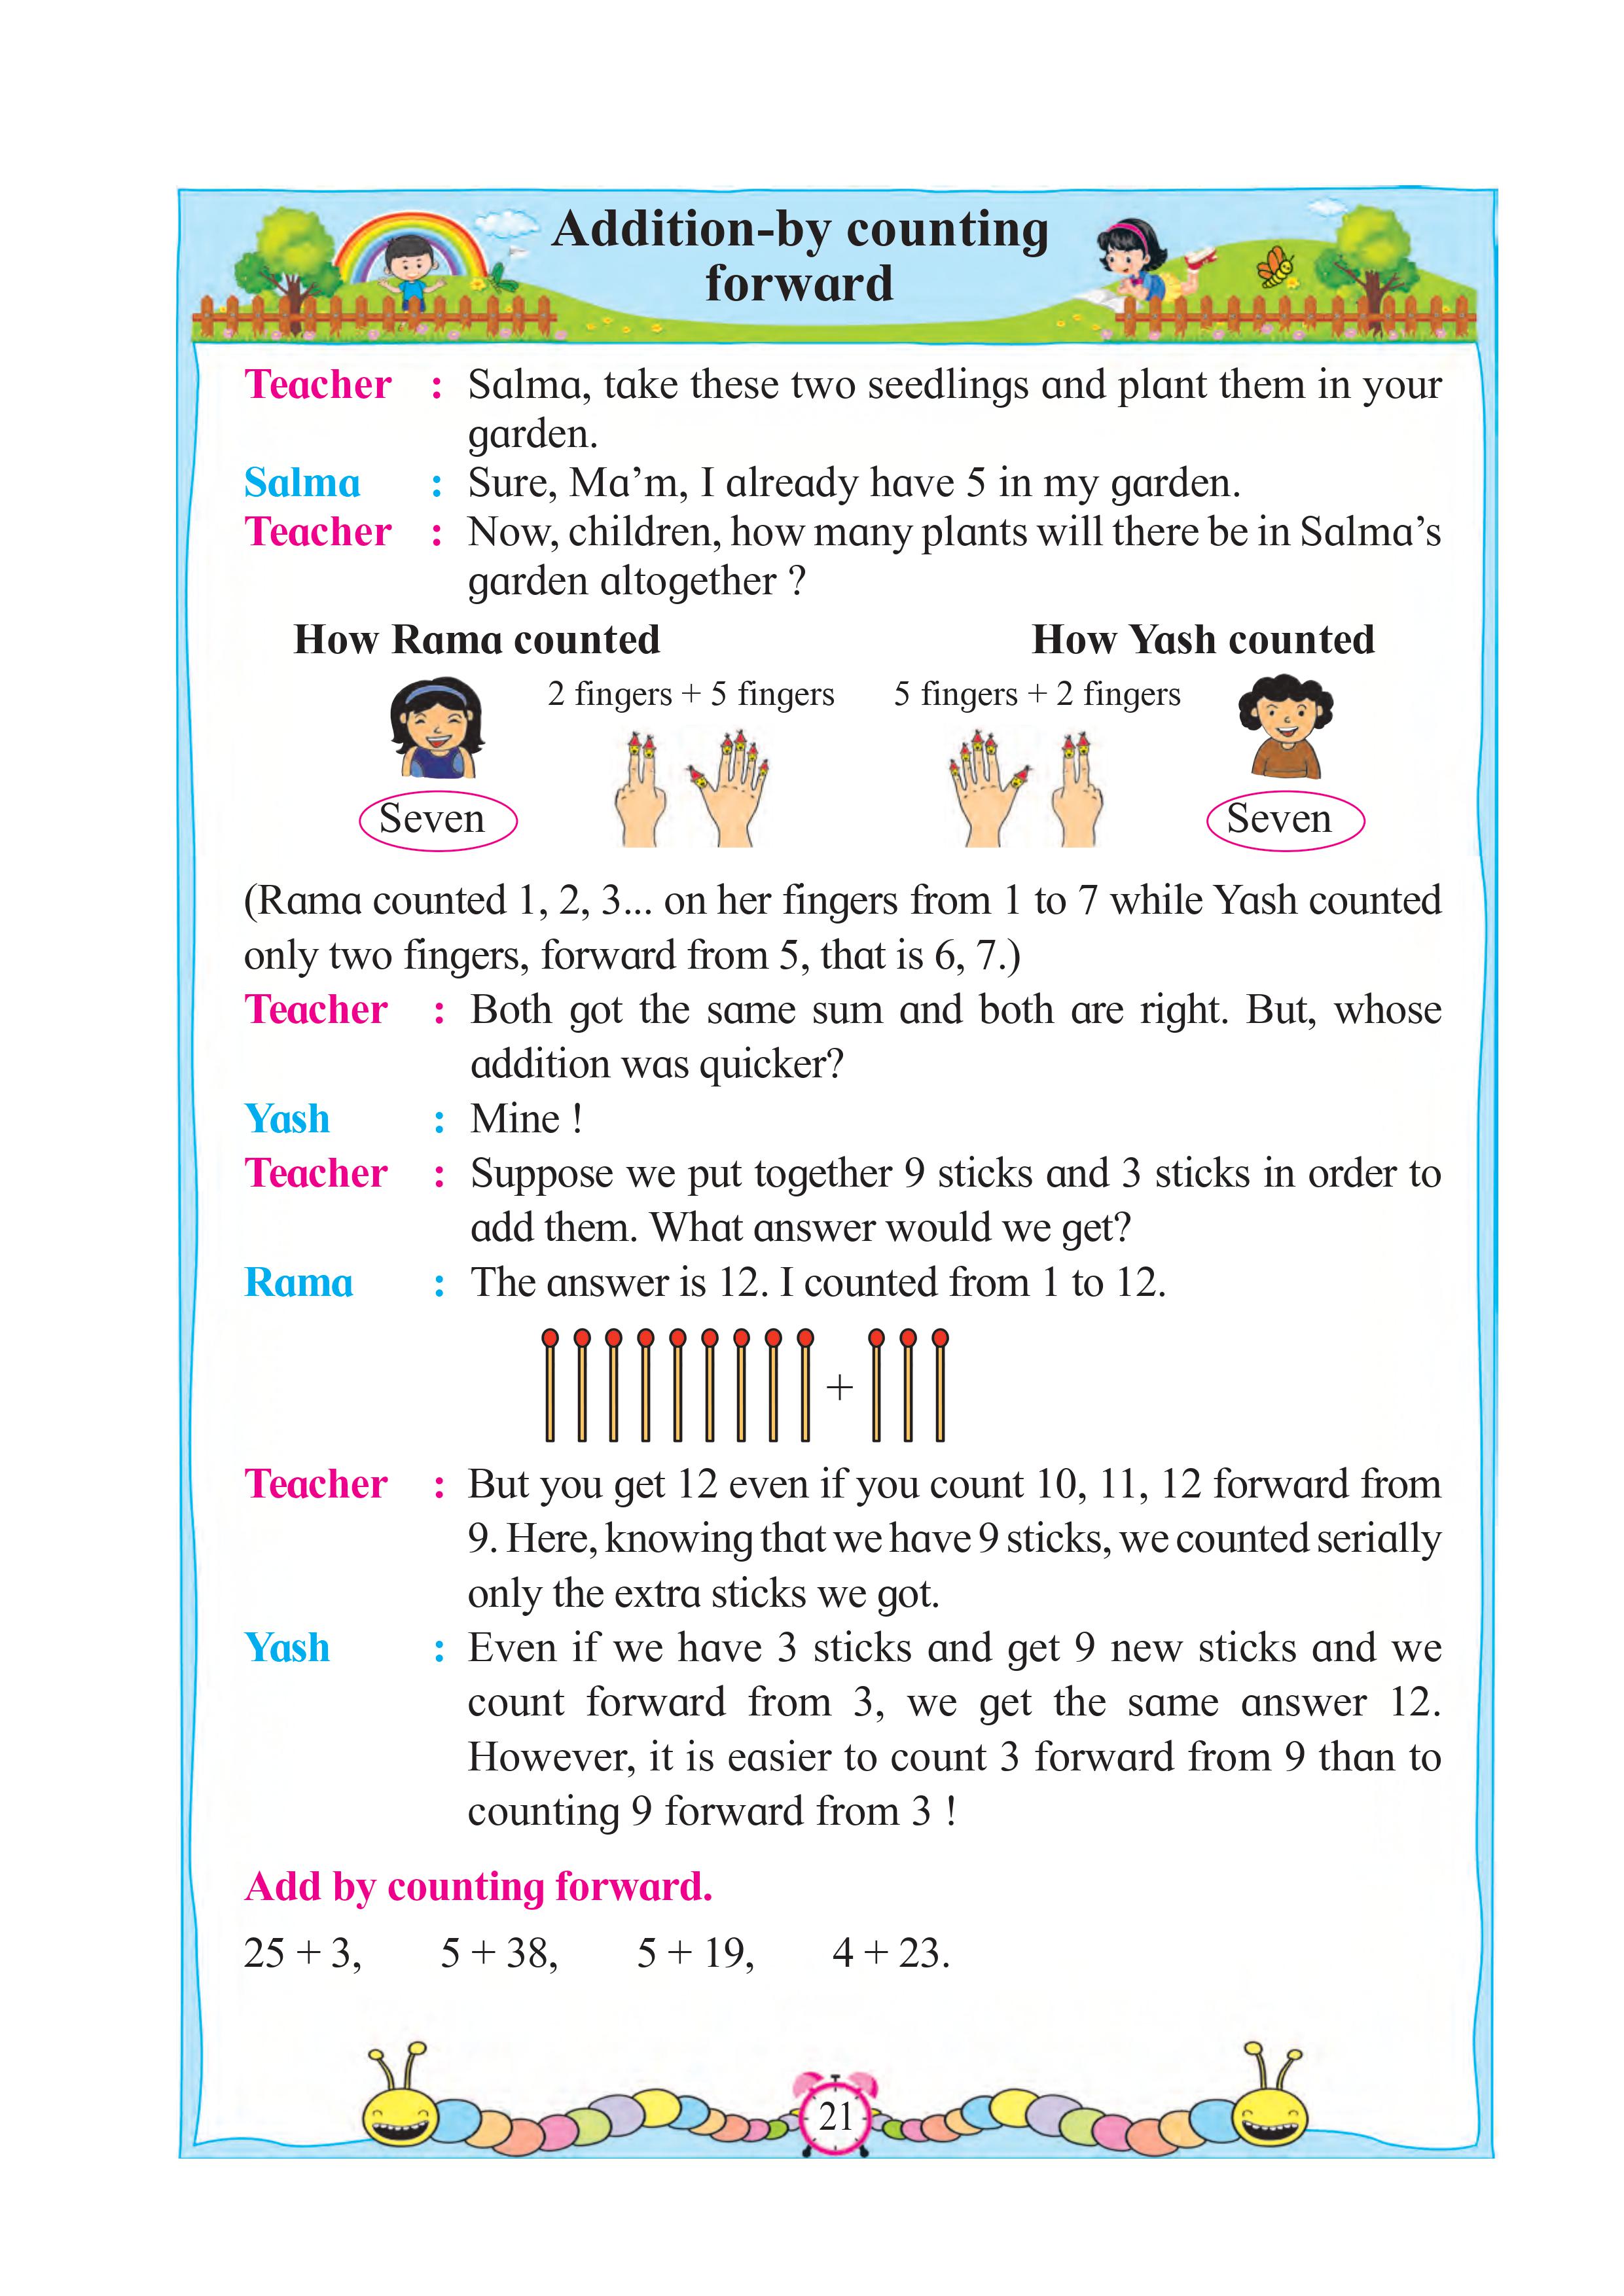 Addition-by counting
forward
Teacher : Salma, take these two seedlings and plant them in your
garden.
Salma : Sure, Ma’m, I already have 5 in my garden.
Teacher : Now, children, how many plants will there be in Salma’s
garden altogether ?
How Rama counted
How Yash counted
2 fingers + 5 fingers
5 fingers + 2 fingers
Seven
Seven
(Rama counted 1, 2, 3... on her fingers from 1 to 7 while Yash counted
only two fingers, forward from 5, that is 6, 7.)
Teacher : Both got the same sum and both are right. But, whose
addition was quicker?
Yash : Mine !
Teacher : Suppose we put together 9 sticks and 3 sticks in order to
add them. What answer would we get?
Rama : The answer is 12. I counted from 1 to 12.
+
Teacher : But you get 12 even if you count 10, 11, 12 forward from
9. Here, knowing that we have 9 sticks, we counted serially
only the extra sticks we got.
Yash : Even if we have 3 sticks and get 9 new sticks and we
count forward from 3, we get the same answer 12.
However, it is easier to count 3 forward from 9 than to
counting 9 forward from 3 !
Add by counting forward.
25 + 3, 5 + 38, 5 + 19, 4 + 23.
21